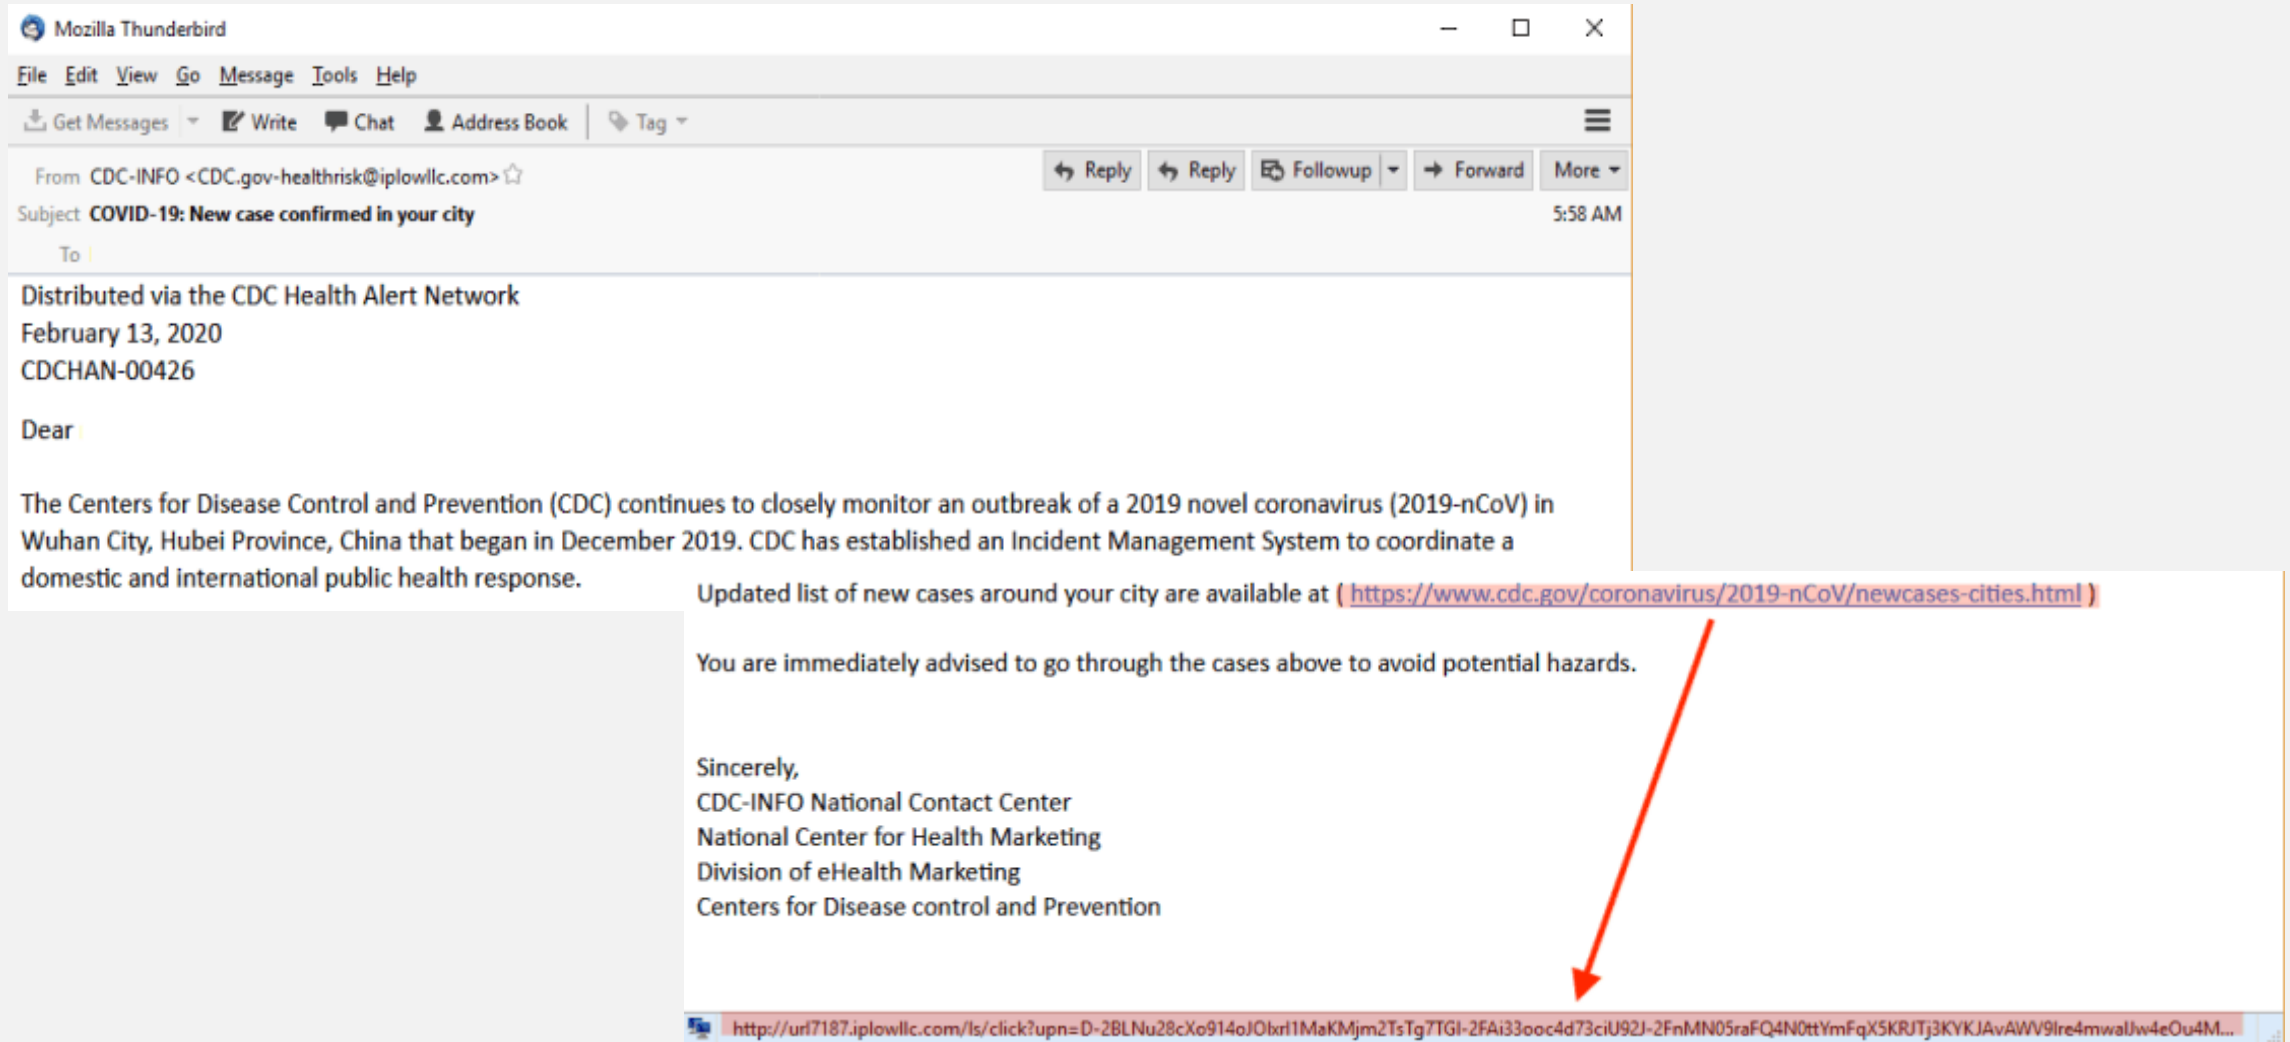 Mozilla Thunderbird
File Edit View Go Message Tools Help
Get Messages Write Chat Address Book Tag
From CDC-INFO <CDC.gov-healthrisk@iplowllc.com> Reply Reply Followup Forward More
Subject COVID-19: New case confirmed in your city 5:58 AM
To
Distributed via the CDC Health Alert Network
February 13, 2020
CDCHAN-00426
Dear
The Centers for Disease Control and Prevention (CDC) continues to closely monitor an outbreak of a 2019 novel coronavirus (2019-nCoV) in
Wuhan City, Hubei Province, China that began in December 2019. CDC has established an Incident Management System to coordinate a
domestic and international public health response.
Updated list of new cases around your city are available at ( https://www.cdc.gov/coronavirus/2019-nCoV/newcases-cities.html )
You are immediately advised to go through the cases above to avoid potential hazards.
Sincerely,
CDC-INFO National Contact Center
National Center for Health Marketing
Division of eHealth Marketing
Centers for Disease control and Prevention